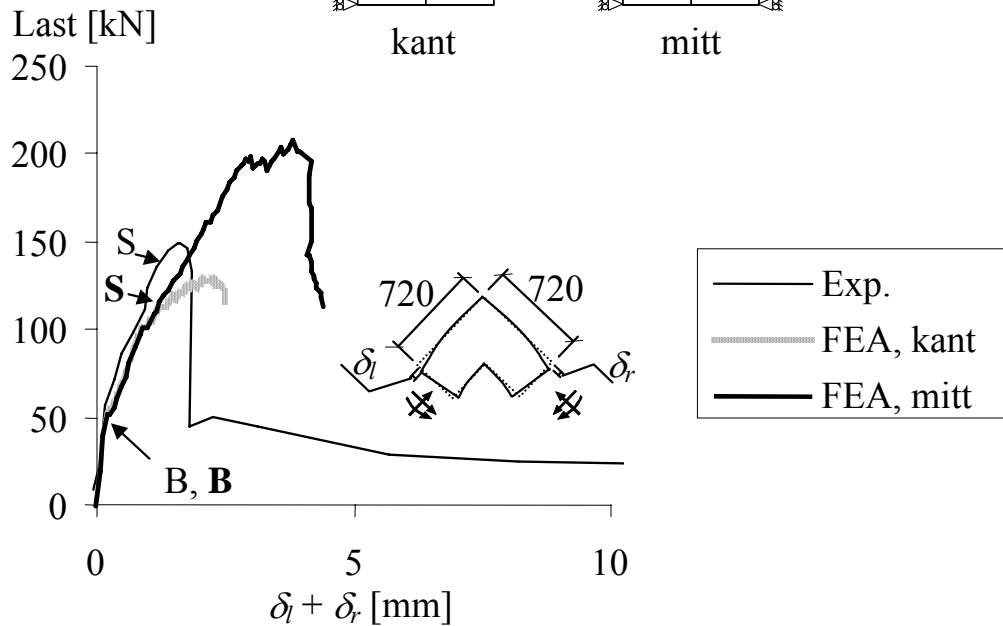 Last [kN]
kant
mitt
250
200
150
100
50
0
S
S
B, B
720
720
δl
δr
0
5
10
δl + δr [mm]
Exp.
FEA, kant
FEA, mitt